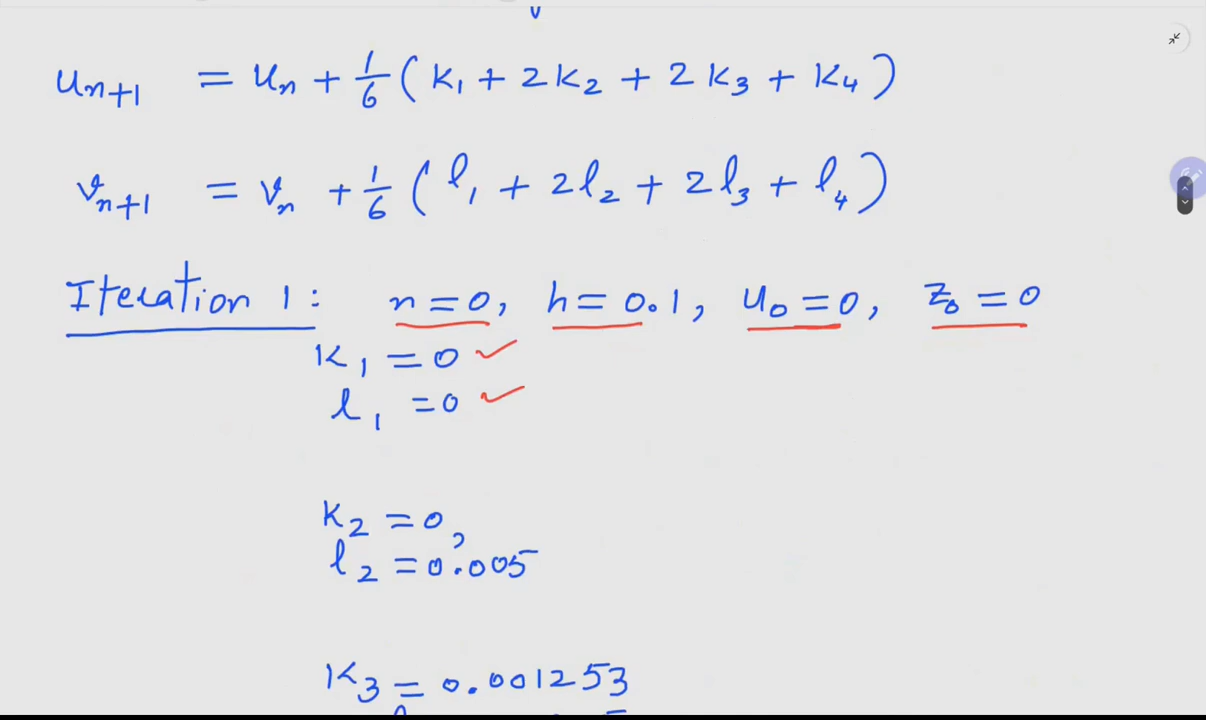 u_{n+1} = u_n + 1/6 ( k_1 + 2k_2 + 2k_3 + k_4 )
v_{n+1} = v_n + 1/6 ( l_1 + 2l_2 + 2l_3 + l_4 )
Iteration 1 : n=0, h=0.1, u_0=0, z_0=0
k_1 = 0 ✓
l_1 = 0 ✓
k_2 = 0,
l_2 = 0.005
k_3 = 0.001253